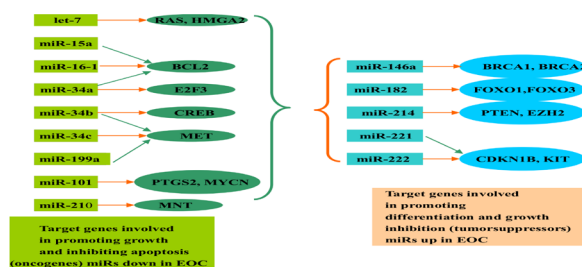 let-7
RAS, HMGA2
miR-15a
miR-16-1
BCL2
miR-34a
E2F3
miR-34b
CREB
miR-34c
MET
miR-199a
miR-101
PTGS2, MYCN
miR-210
MNT
Target genes involved
in promoting growth
and inhibiting apoptosis
(oncogenes) miRs down in EOC
miR-146a
BRCA1, BRCA2
miR-182
FOXO1,FOXO3
miR-214
PTEN, EZH2
miR-221
miR-222
CDKN1B, KIT
Target genes involved
in promoting
differentiation and growth
inhibition (tumorsuppressors)
miRs up in EOC